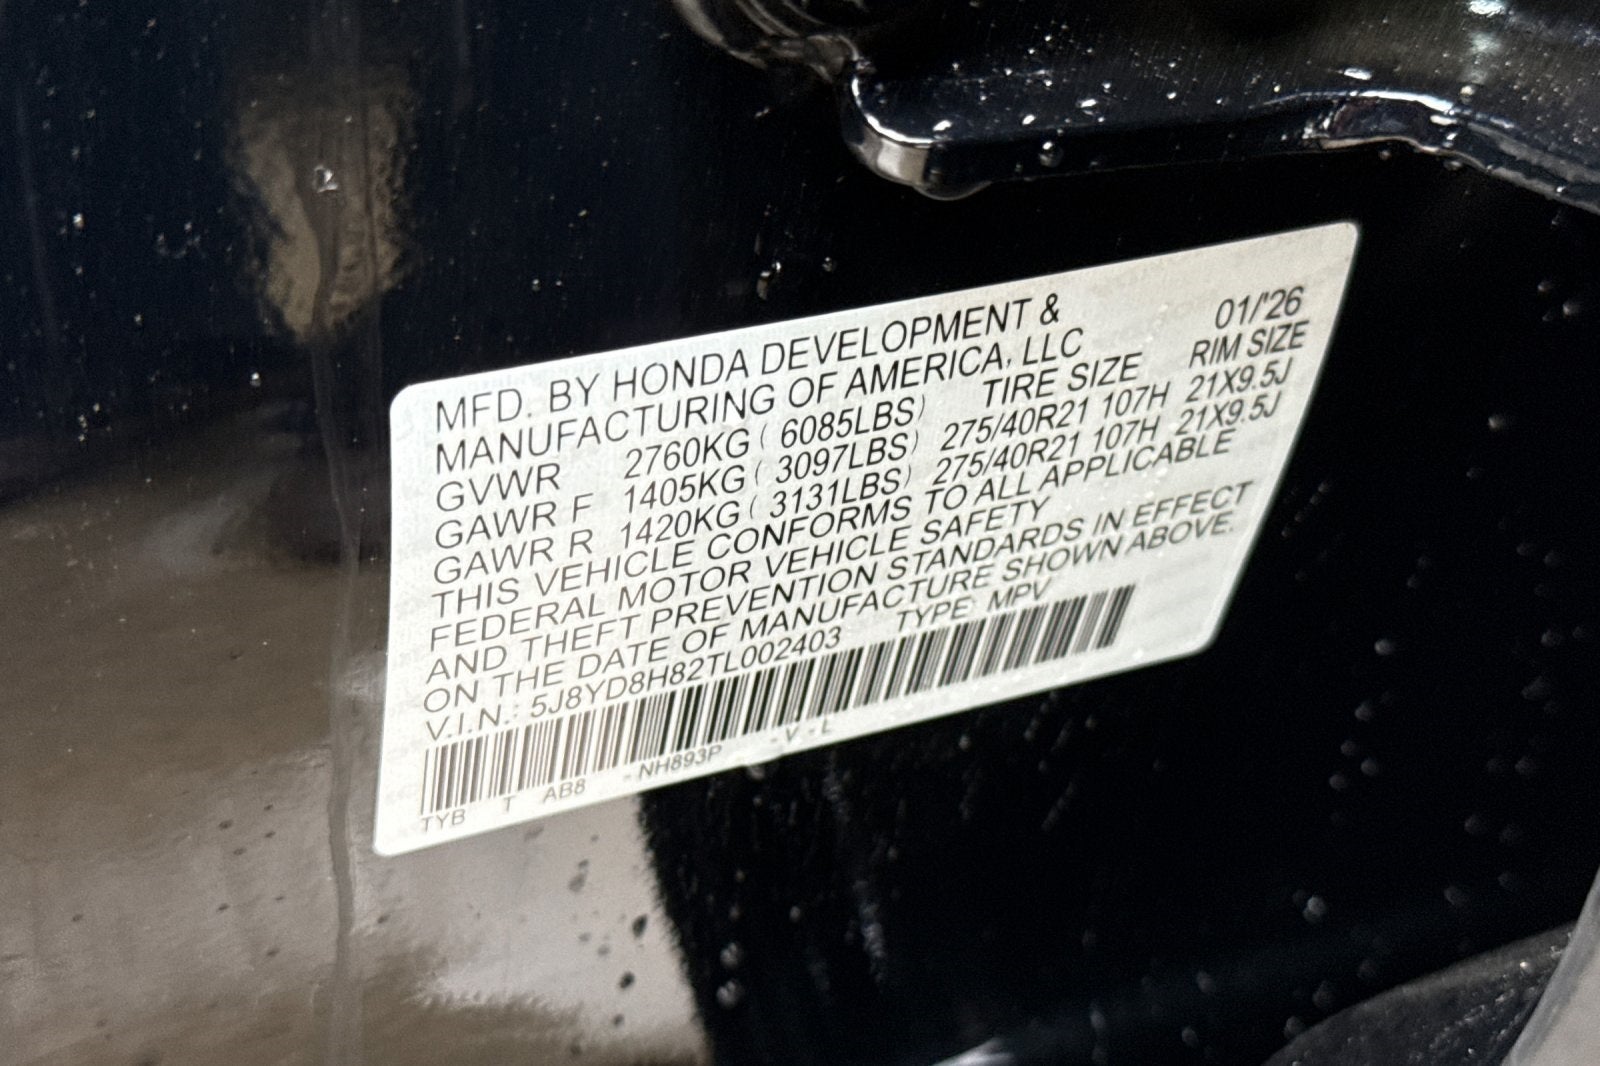 MFD. BY HONDA DEVELOPMENT & 01/'26
MANUFACTURING OF AMERICA, LLC RIM SIZE
GVWR 2760KG ( 6085LBS) TIRE SIZE
GAWR F 1405KG ( 3097LBS) 275/40R21 107H 21X9.5J
GAWR R 1420KG ( 3131LBS) 275/40R21 107H 21X9.5J
THIS VEHICLE CONFORMS TO ALL APPLICABLE
FEDERAL MOTOR VEHICLE SAFETY
AND THEFT PREVENTION STANDARDS IN EFFECT
ON THE DATE OF MANUFACTURE SHOWN ABOVE.
V.I.N.: 5J8YD8H82TL002403 TYPE: MPV
TYB T AB8 - NH893P - V - L